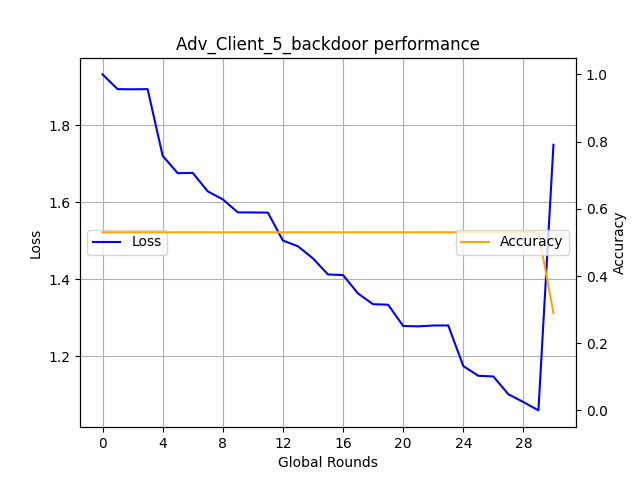 Adv_Client_5_backdoor performance
Loss
1.8
1.6
1.4
1.2
1.0
0.8
0.6
0.4
0.2
0.0
Accuracy
Loss
Accuracy
0 4 8 12 16 20 24 28
Global Rounds